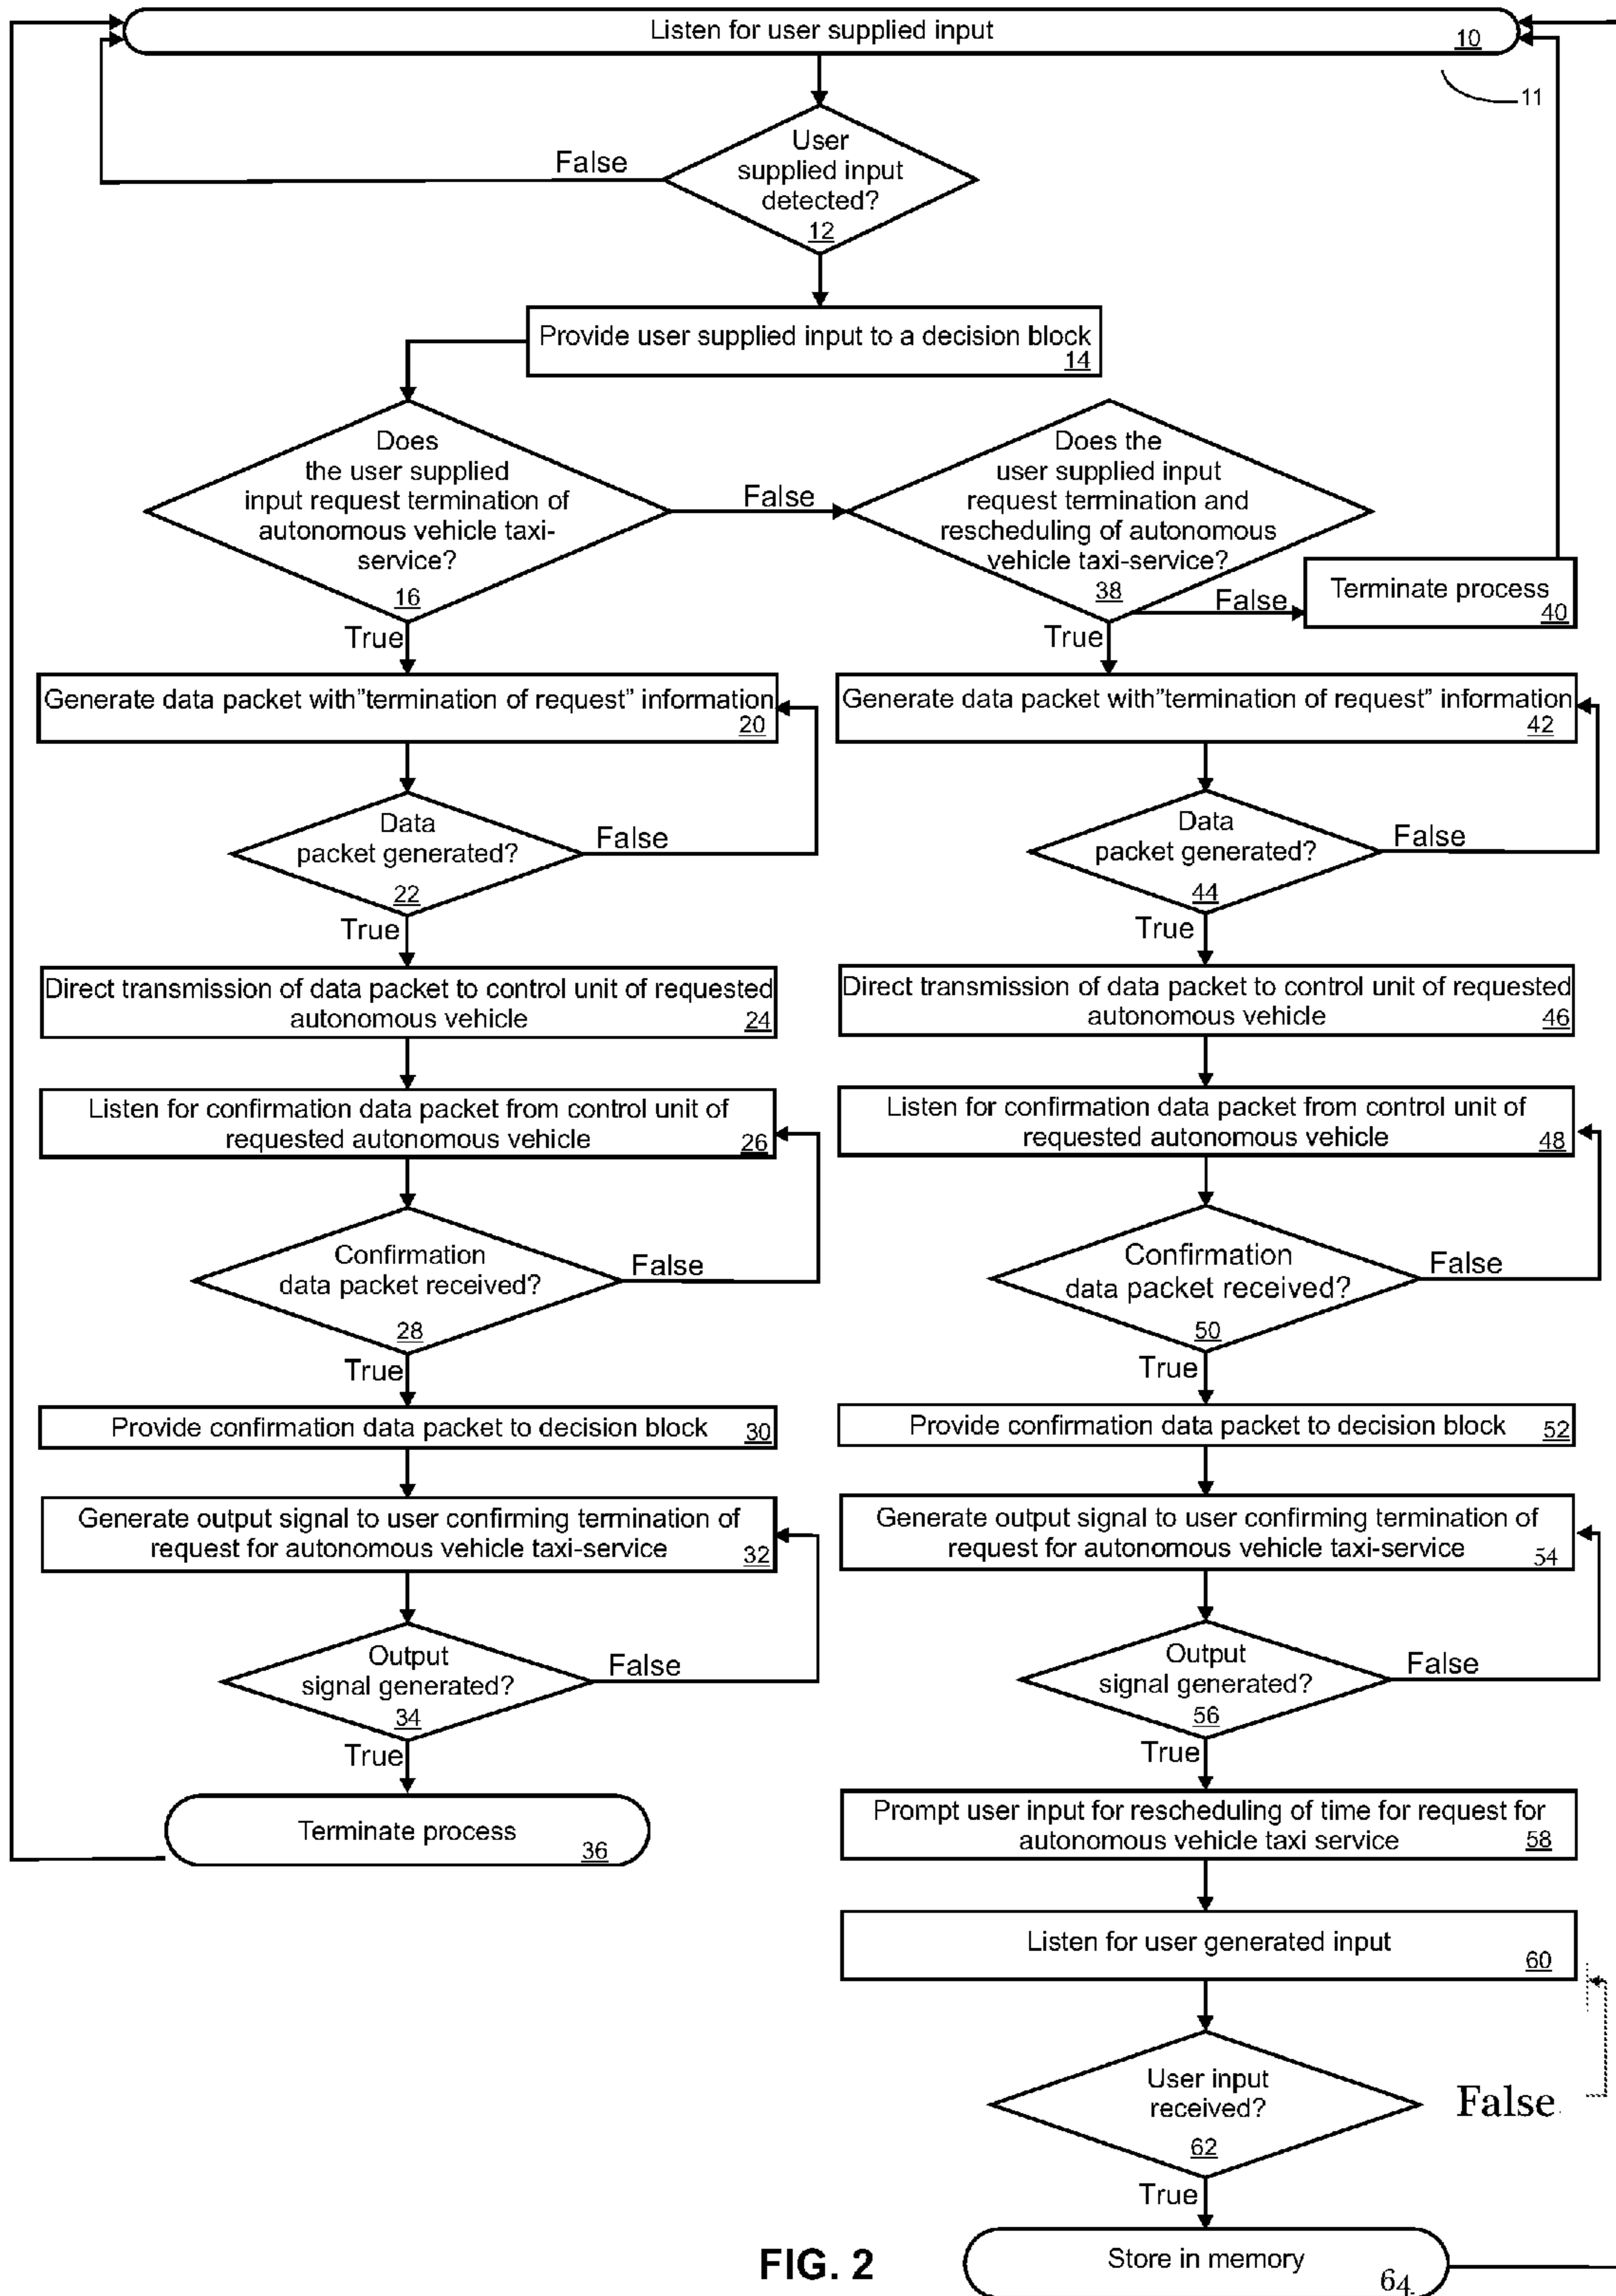 Listen for user supplied input
10
11
User
supplied input
detected?
12
False
Provide user supplied input to a decision block
14
Does
the user supplied
input request termination of
autonomous vehicle taxi-
service?
16
False
True
Does the
user supplied input
request termination and
rescheduling of autonomous
vehicle taxi-service?
38
False
True
Terminate process
40
Generate data packet with"termination of request” information
20
Data
packet generated?
22
False
True
Direct transmission of data packet to control unit of requested
autonomous vehicle
24
Listen for confirmation data packet from control unit of
requested autonomous vehicle
26
Confirmation
data packet received?
28
False
True
Provide confirmation data packet to decision block
30
Generate output signal to user confirming termination of
request for autonomous vehicle taxi-service
32
Output
signal generated?
34
False
True
Terminate process
36
Generate data packet with"termination of request” information
42
Data
packet generated?
44
False
True
Direct transmission of data packet to control unit of requested
autonomous vehicle
46
Listen for confirmation data packet from control unit of
requested autonomous vehicle
48
Confirmation
data packet received?
50
False
True
Provide confirmation data packet to decision block
52
Generate output signal to user confirming termination of
request for autonomous vehicle taxi-service
54
Output
signal generated?
56
False
True
Prompt user input for rescheduling of time for request for
autonomous vehicle taxi service
58
Listen for user generated input
60
User input
received?
62
False
True
Store in memory
64
FIG. 2